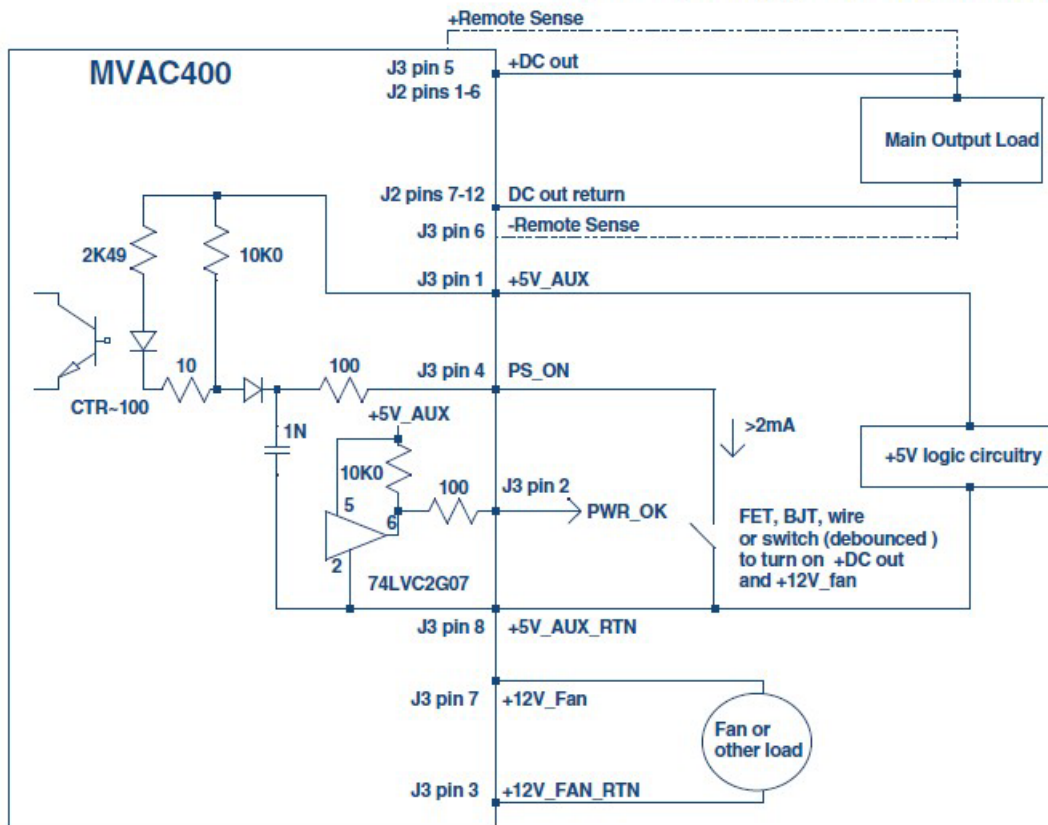 +Remote Sense
MVAC400
J3 pin 5
+DC out
J2 pins 1-6
Main Output Load
J2 pins 7-12
DC out return
J3 pin 6
-Remote Sense
2K49
10K0
J3 pin 1
+5V_AUX
10
100
J3 pin 4
PS_ON
CTR~100
+5V_AUX
>2mA
1N
10K0
+5V logic circuitry
100
J3 pin 2
5
6
PWR_OK
FET, BJT, wire
or switch (debounced )
to turn on +DC out
and +12V_fan
2
74LVC2G07
J3 pin 8
+5V_AUX_RTN
J3 pin 7
+12V_Fan
Fan or
other load
J3 pin 3
+12V_FAN_RTN